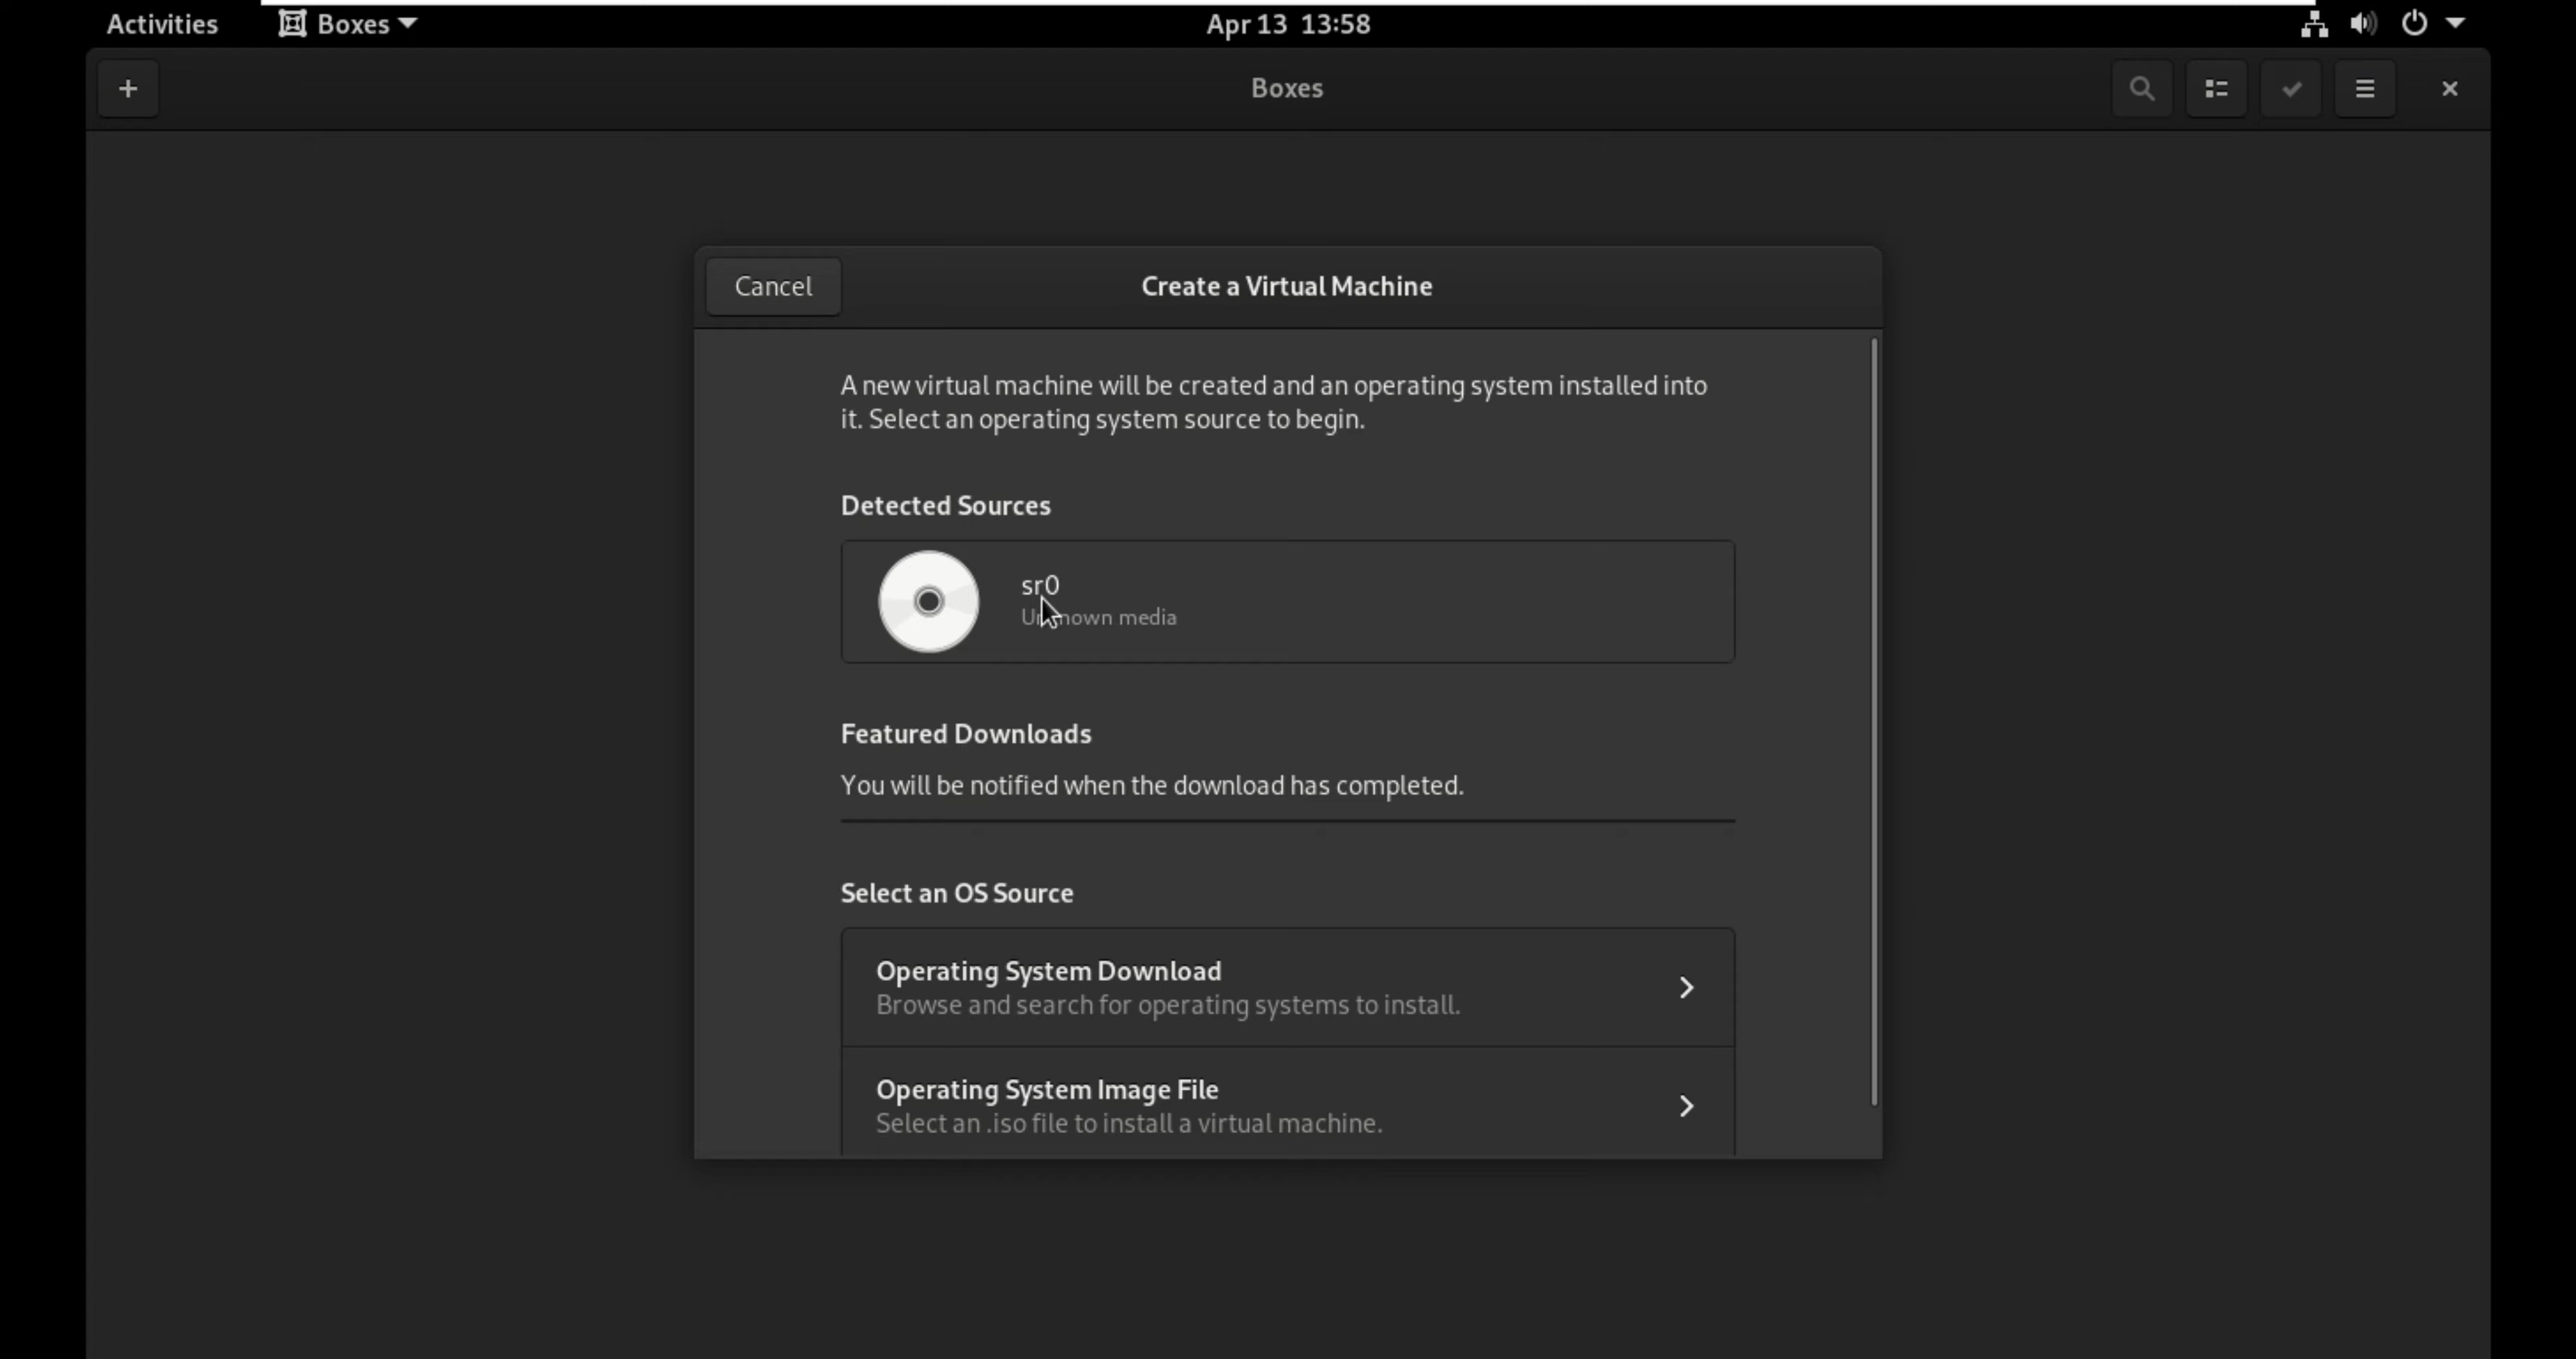 Activities
Boxes
Apr 13 13:58
Boxes
Cancel
Create a Virtual Machine
A new virtual machine will be created and an operating system installed into
it. Select an operating system source to begin.
Detected Sources
sr0
Unknown media
Featured Downloads
You will be notified when the download has completed.
Select an OS Source
Operating System Download
Browse and search for operating systems to install.
Operating System Image File
Select an .iso file to install a virtual machine.